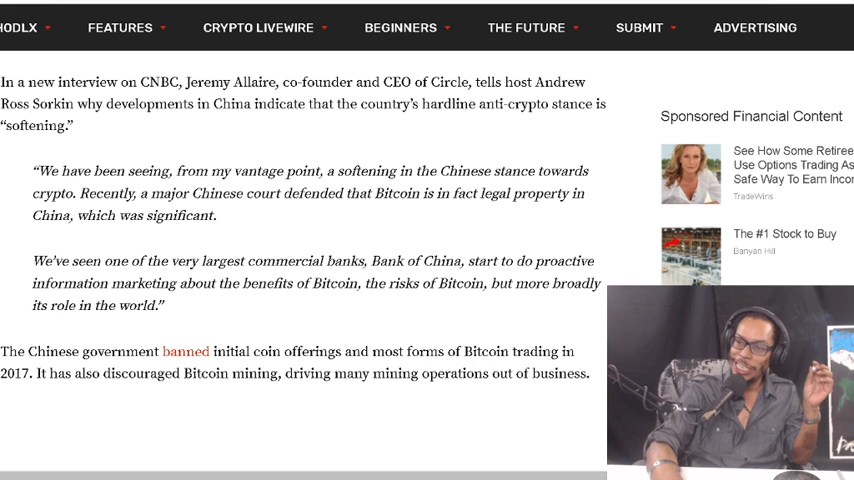 HODLX
FEATURES
CRYPTO LIVEWIRE
BEGINNERS
THE FUTURE
SUBMIT
ADVERTISING
In a new interview on CNBC, Jeremy Allaire, co-founder and CEO of Circle, tells host Andrew
Ross Sorkin why developments in China indicate that the country’s hardline anti-crypto stance is
“softening.”
“We have been seeing, from my vantage point, a softening in the Chinese stance towards
crypto. Recently, a major Chinese court defended that Bitcoin is in fact legal property in
China, which was significant.
We’ve seen one of the very largest commercial banks, Bank of China, start to do proactive
information marketing about the benefits of Bitcoin, the risks of Bitcoin, but more broadly
its role in the world.”
The Chinese government banned initial coin offerings and most forms of Bitcoin trading in
2017. It has also discouraged Bitcoin mining, driving many mining operations out of business.
Sponsored Financial Content
See How Some Retiree
Use Options Trading As
Safe Way To Earn Incor
TradeWins
The #1 Stock to Buy
Banyan Hill